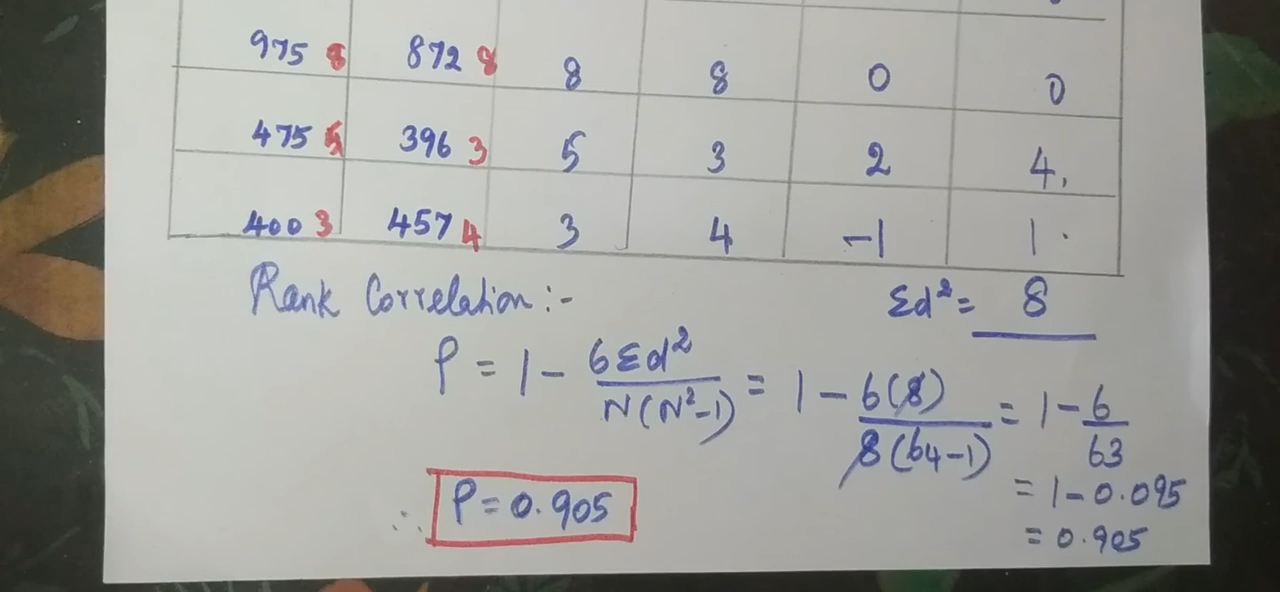 975 8 872 8 8 8 0 0
475 5 396 3 5 3 2 4,
400 3 457 4 3 4 -1 1.
Rank Correlation :- Σd² = 8
ρ = 1 - 6Σd² / N(N²-1) = 1 - 6(8) / 8(64-1) = 1 - 6/63
= 1 - 0.095
∴ ρ = 0.905
= 0.905